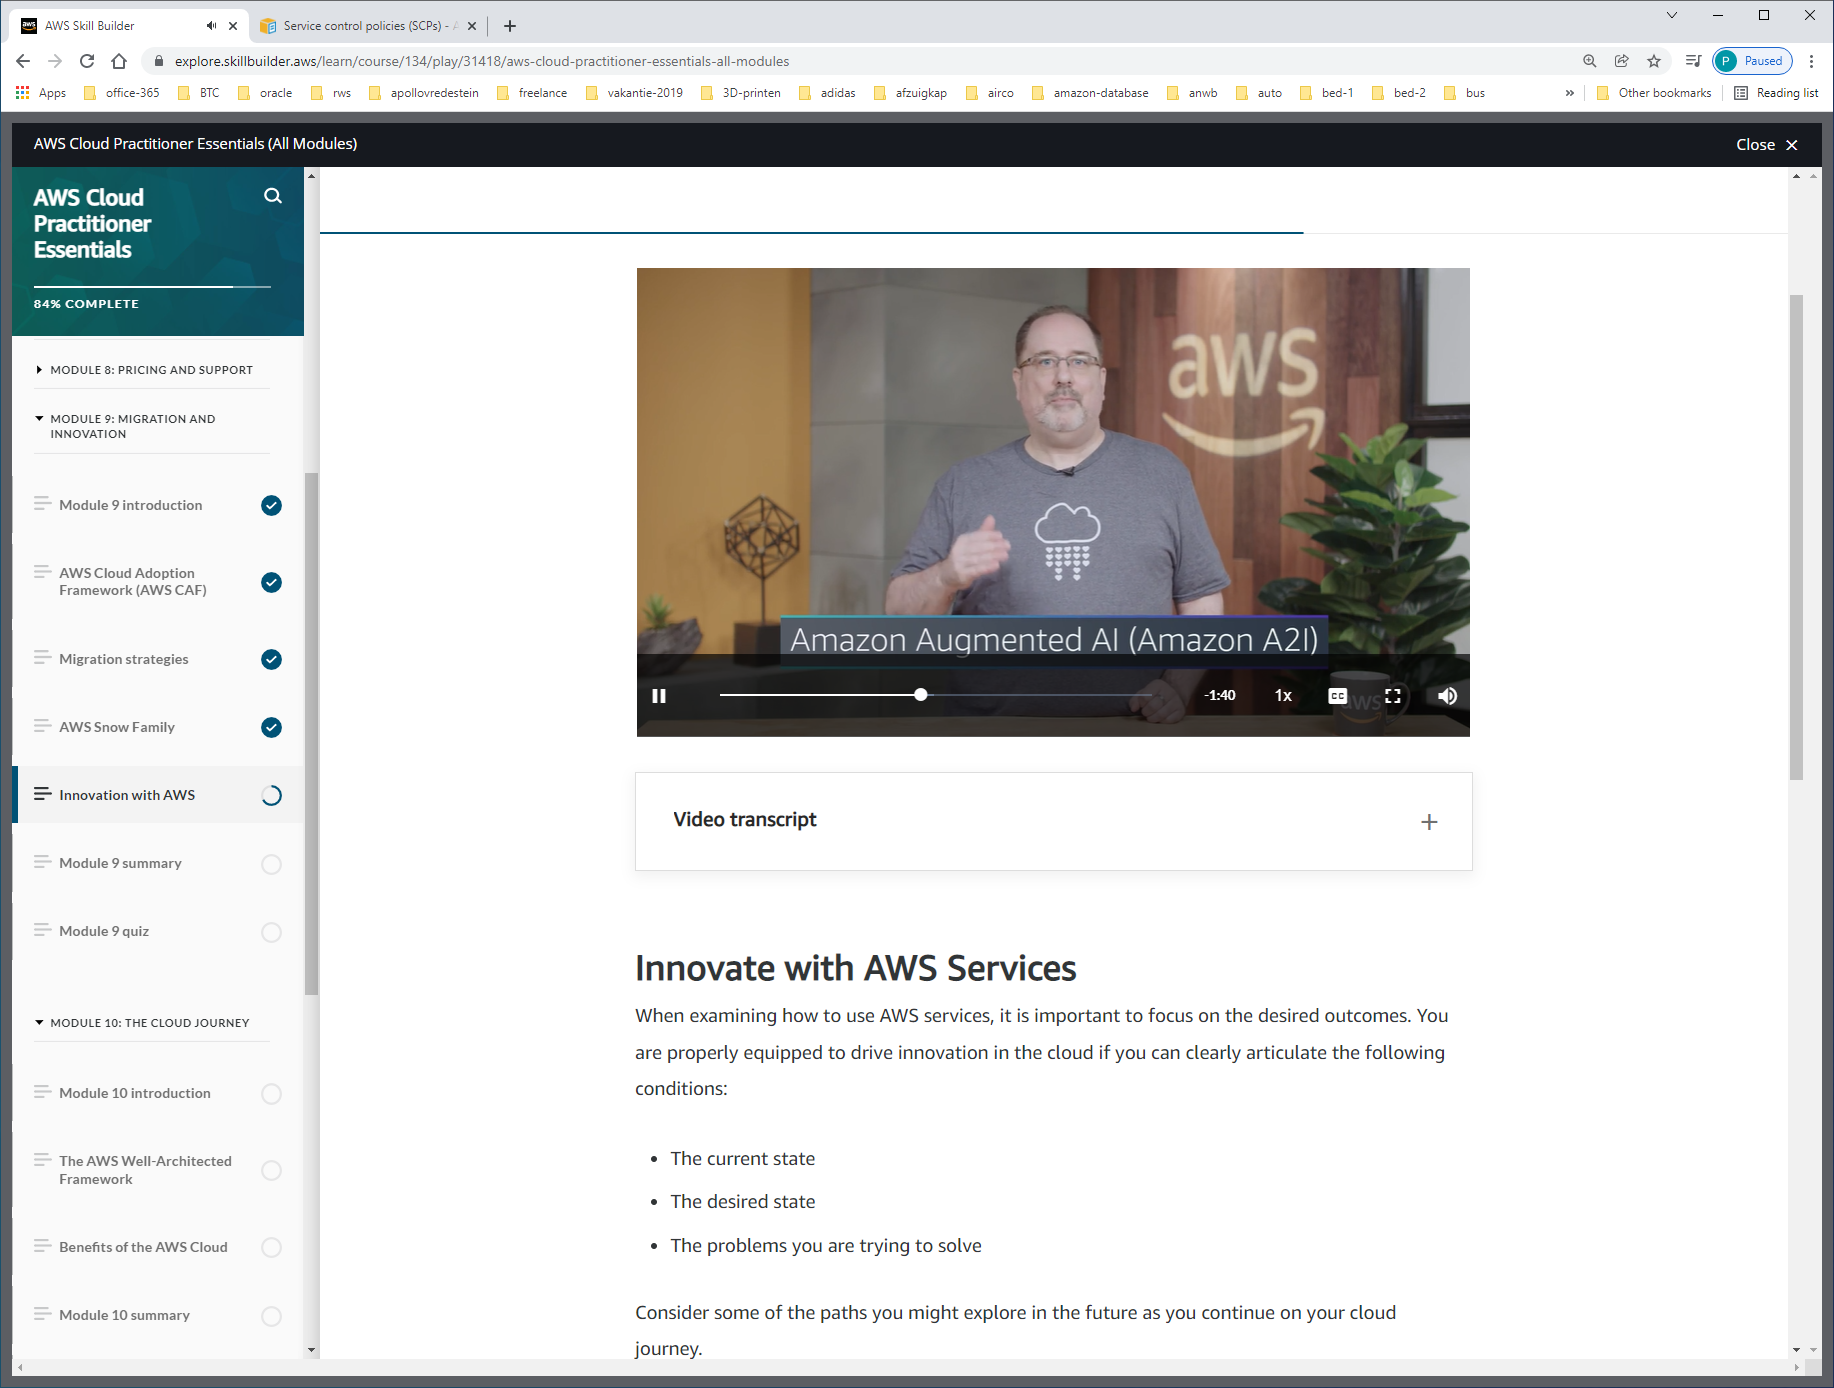 AWS Skill Builder
Service control policies (SCPs) - A
explore.skillbuilder.aws/learn/course/134/play/31418/aws-cloud-practitioner-essentials-all-modules
P Paused
Apps office-365 BTC oracle rws apollovredestein freelance vakantie-2019 3D-printen adidas afzuigkap airco amazon-database anwb auto bed-1 bed-2 bus » Other bookmarks Reading list
AWS Cloud Practitioner Essentials (All Modules)
Close
AWS Cloud
Practitioner
Essentials
84% COMPLETE
MODULE 8: PRICING AND SUPPORT
MODULE 9: MIGRATION AND
INNOVATION
Module 9 introduction
AWS Cloud Adoption
Framework (AWS CAF)
Migration strategies
AWS Snow Family
Innovation with AWS
Module 9 summary
Module 9 quiz
MODULE 10: THE CLOUD JOURNEY
Module 10 introduction
The AWS Well-Architected
Framework
Benefits of the AWS Cloud
Module 10 summary
aws
Amazon Augmented AI (Amazon A2I)
-1:40
1x
CC
aws
Video transcript
Innovate with AWS Services
When examining how to use AWS services, it is important to focus on the desired outcomes. You
are properly equipped to drive innovation in the cloud if you can clearly articulate the following
conditions:
• The current state
• The desired state
• The problems you are trying to solve
Consider some of the paths you might explore in the future as you continue on your cloud
journey.